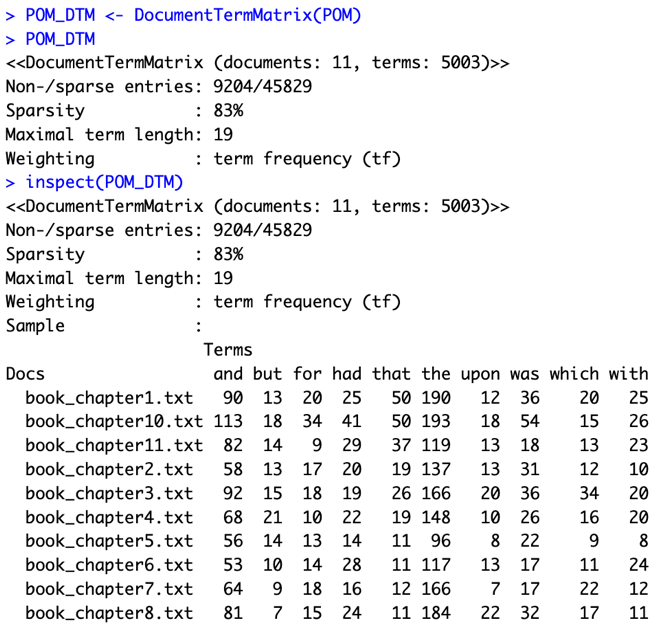 > POM_DTM <- DocumentTermMatrix(POM)
> POM_DTM
<<DocumentTermMatrix (documents: 11, terms: 5003)>>
Non-/sparse entries: 9204/45829
Sparsity           : 83%
Maximal term length: 19
Weighting          : term frequency (tf)
> inspect(POM_DTM)
<<DocumentTermMatrix (documents: 11, terms: 5003)>>
Non-/sparse entries: 9204/45829
Sparsity           : 83%
Maximal term length: 19
Weighting          : term frequency (tf)
Sample             :
                    Terms
Docs                 and but for had that the upon was which with
  book_chapter1.txt   90  13  20  25   50 190   12  36    20   25
  book_chapter10.txt 113  18  34  41   50 193   18  54    15   26
  book_chapter11.txt  82  14   9  29   37 119   13  18    13   23
  book_chapter2.txt   58  13  17  20   19 137   13  31    12   10
  book_chapter3.txt   92  15  18  19   26 166   20  36    34   20
  book_chapter4.txt   68  21  10  22   19 148   10  26    16   20
  book_chapter5.txt   56  14  13  14   11  96    8  22     9    8
  book_chapter6.txt   53  10  14  28   11 117   13  17    11   24
  book_chapter7.txt   64   9  18  16   12 166    7  17    22   12
  book_chapter8.txt   81   7  15  24   11 184   22  32    17   11